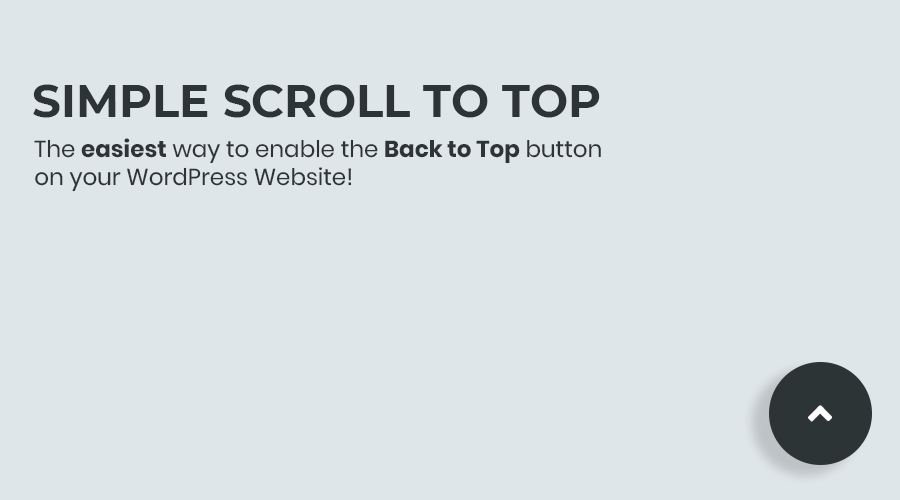 SIMPLE SCROLL TO TOP
The easiest way to enable the Back to Top button
on your WordPress Website!